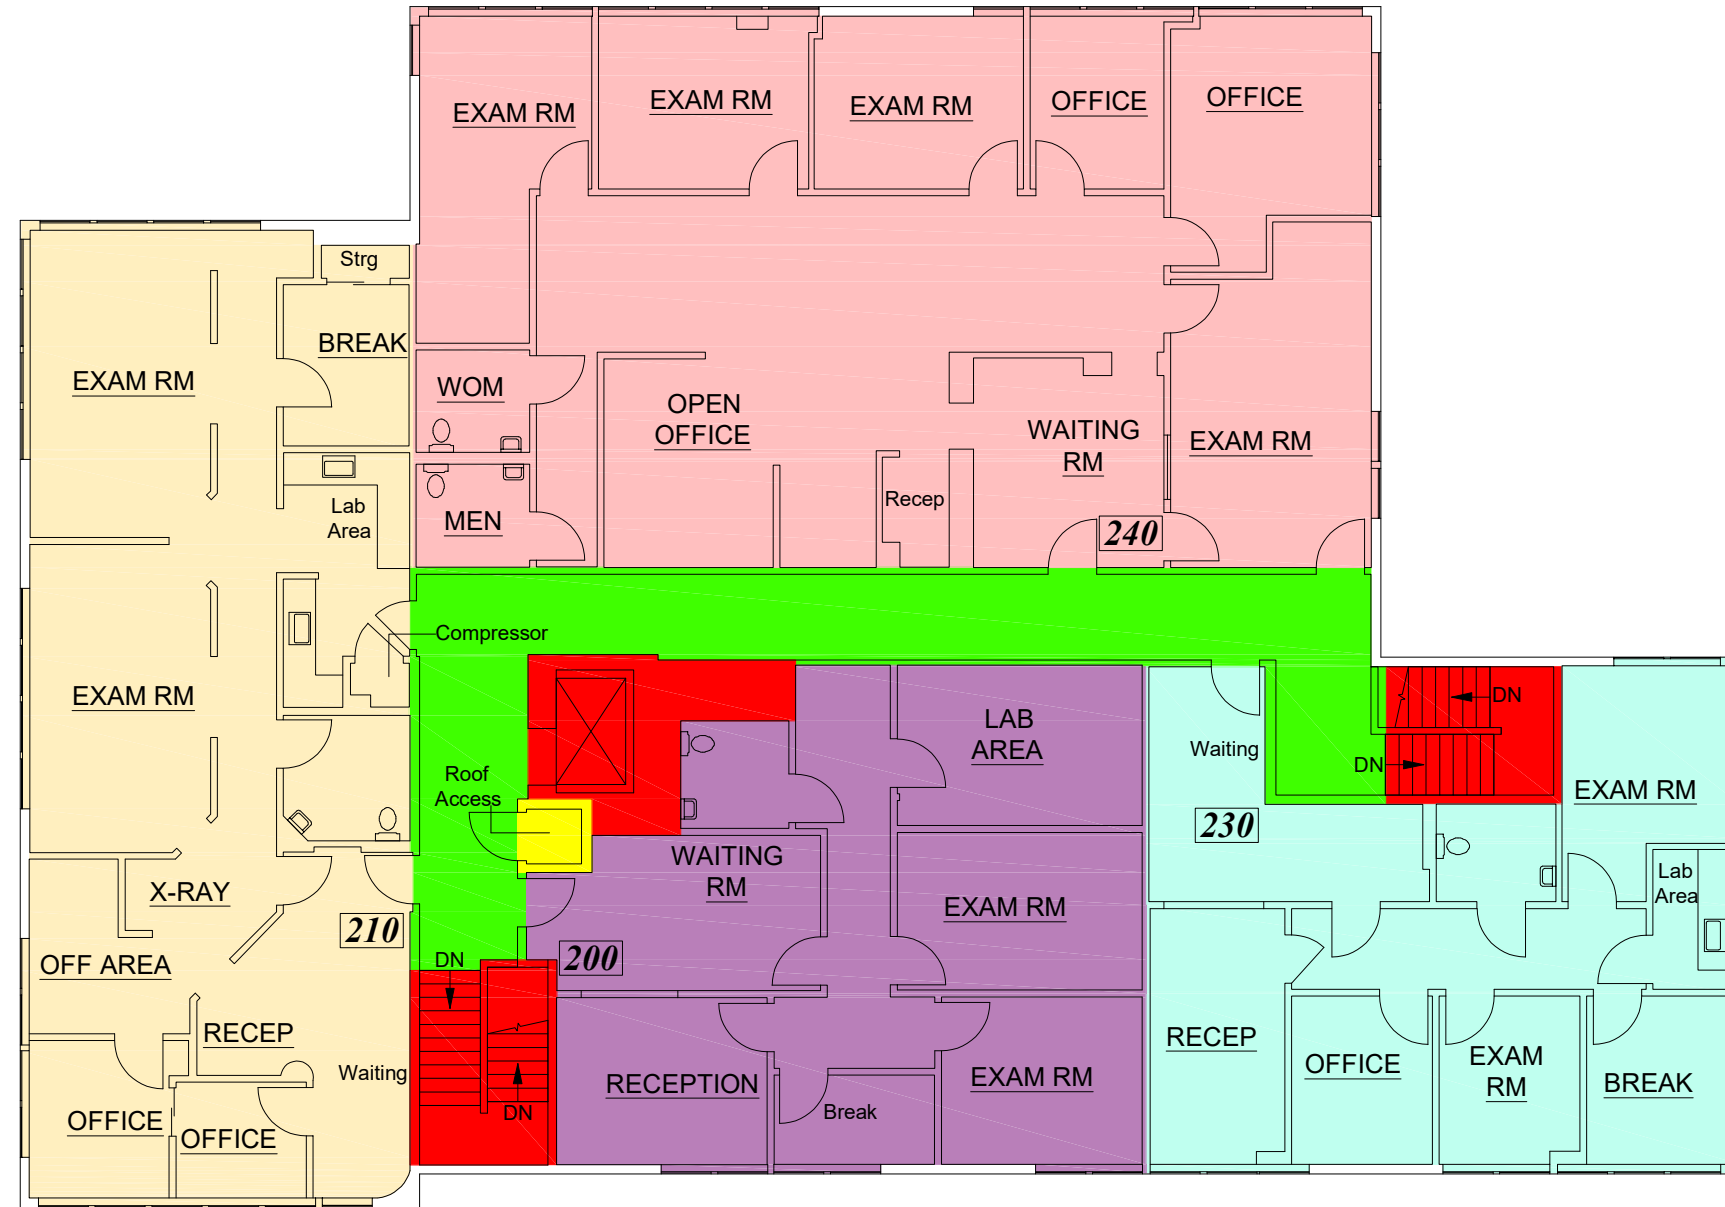 EXAM RM
EXAM RM
EXAM RM
OFFICE
OFFICE
Strg
BREAK
EXAM RM
WOM
OPEN
OFFICE
WAITING
RM
EXAM RM
Lab
Area
MEN
Recep
240
Compressor
EXAM RM
LAB
AREA
Waiting
DN
DN
EXAM RM
Roof
Access
230
WAITING
RM
X-RAY
EXAM RM
Lab
Area
210
200
OFF AREA
DN
RECEP
Waiting
RECEPTION
DN
Break
EXAM RM
RECEP
OFFICE
EXAM
RM
BREAK
OFFICE
OFFICE